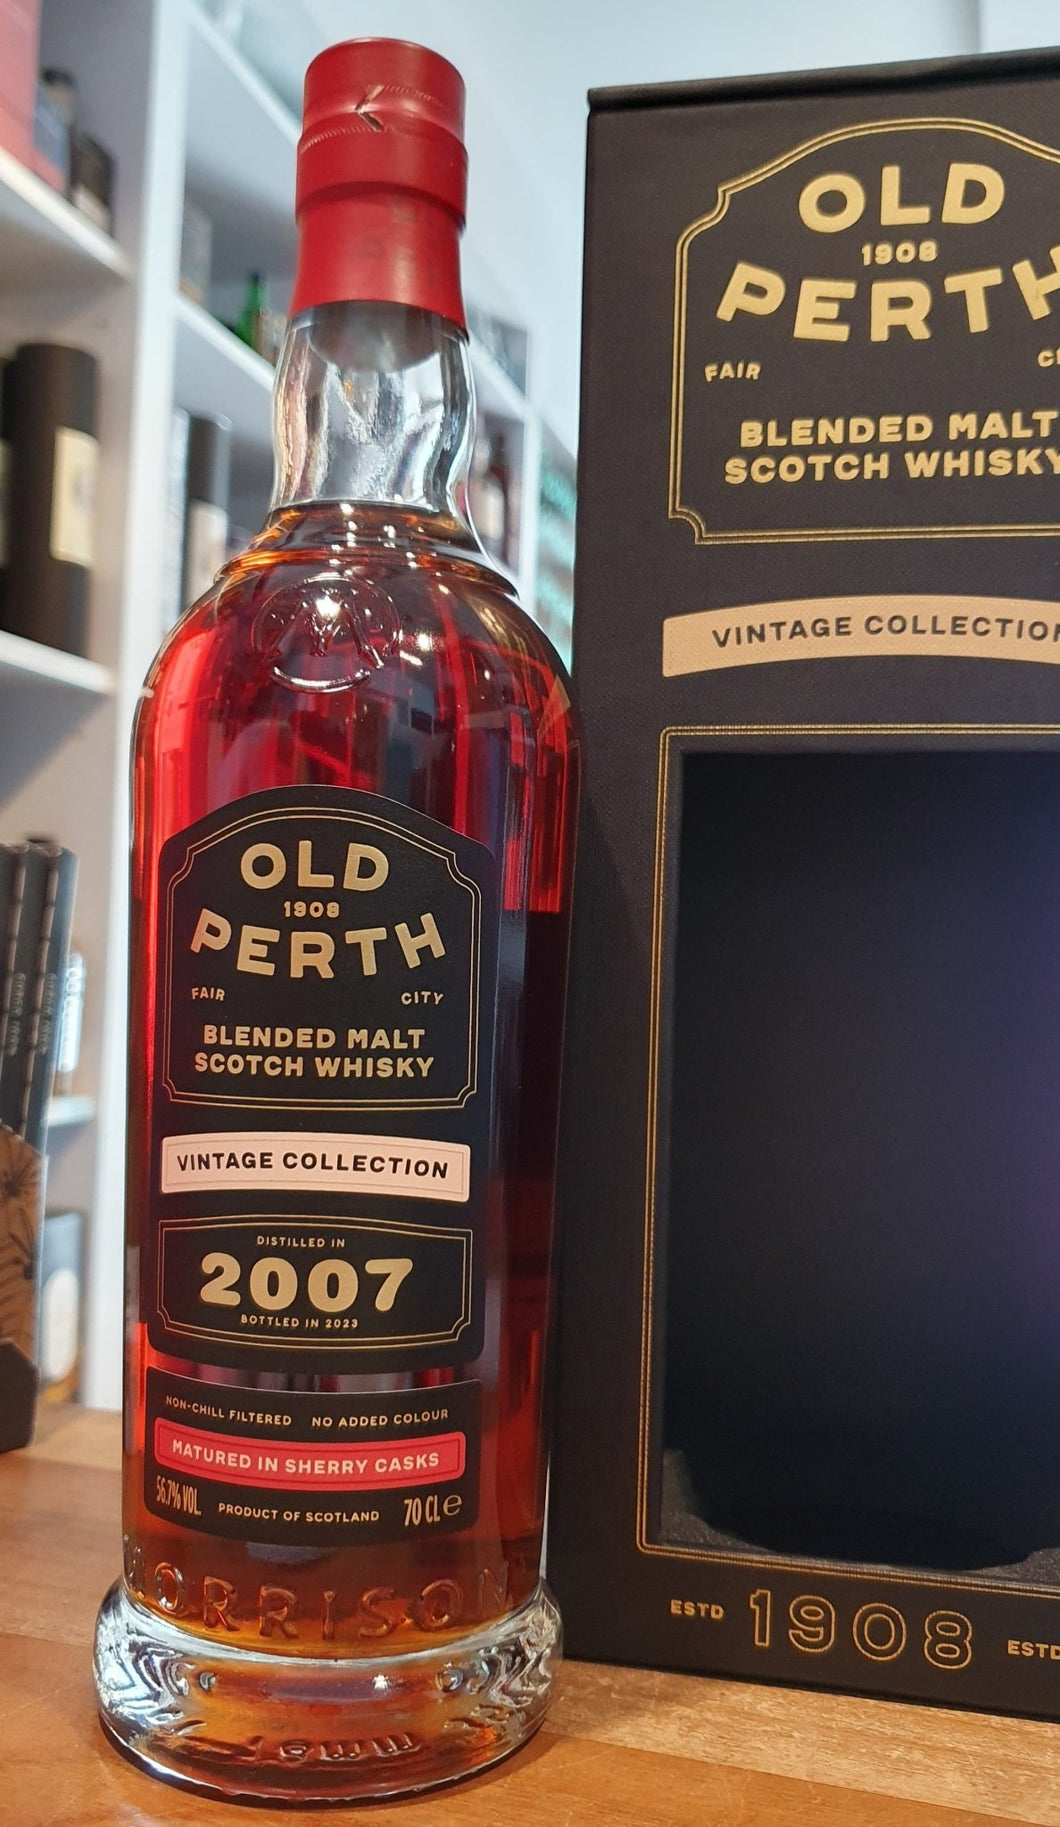 OLD
1908
PERTH
FAIR CITY
BLENDED MALT
SCOTCH WHISKY
VINTAGE COLLECTION
DISTILLED IN
2007
BOTTLED IN 2023
NON-CHILL FILTERED NO ADDED COLOUR
MATURED IN SHERRY CASKS
56.7% VOL. PRODUCT OF SCOTLAND 70 CL e
MORRISON
OLD
1908
PERTH
FAIR
BLENDED MALT
SCOTCH WHISKY
VINTAGE COLLECTION
ESTD 1908 ESTD